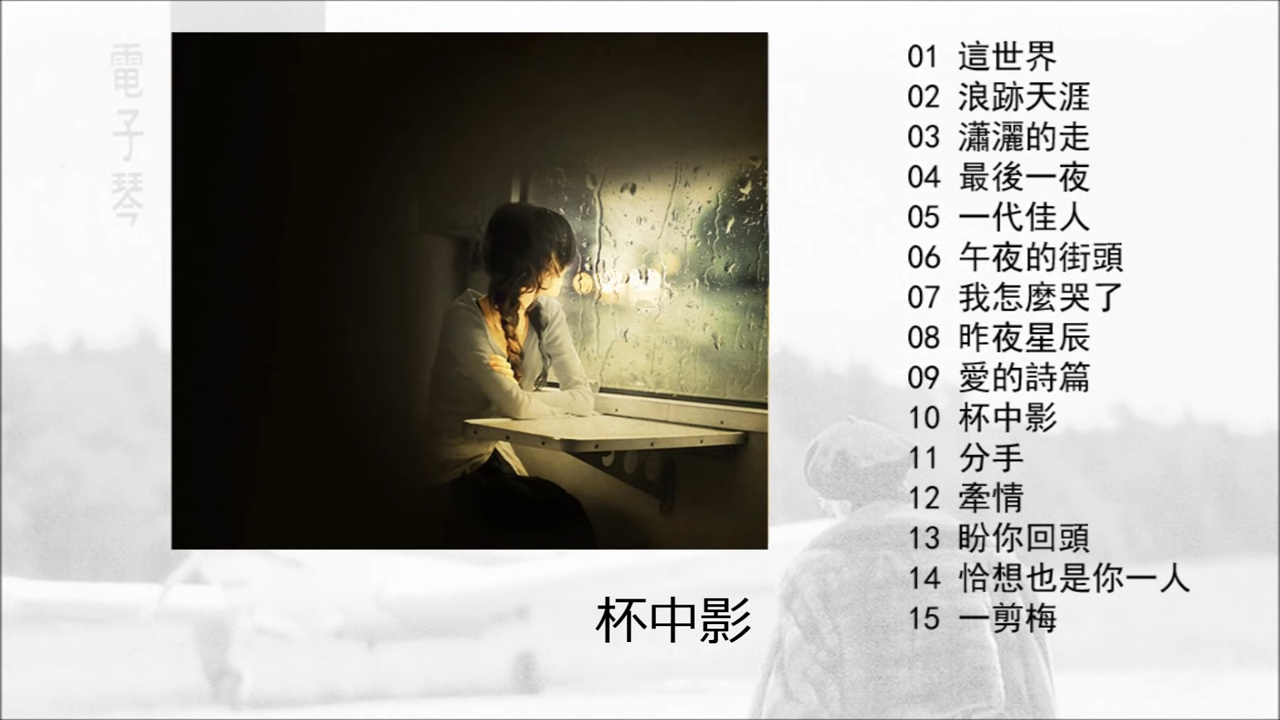 電子琴
01 這世界
02 浪跡天涯
03 瀟灑的走
04 最後一夜
05 一代佳人
06 午夜的街頭
07 我怎麼哭了
08 昨夜星辰
09 愛的詩篇
10 杯中影
11 分手
12 牽情
13 盼你回頭
14 恰想也是你一人
15 一剪梅
杯中影